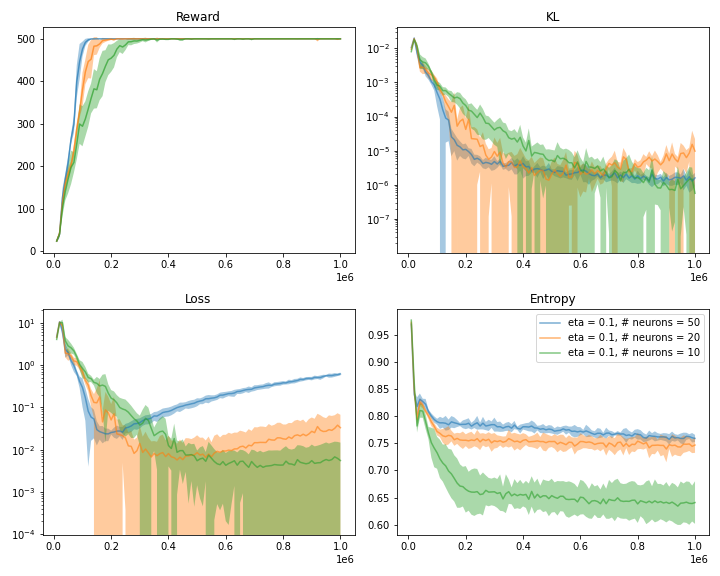 Reward
500
400
300
200
100
0
0.0 0.2 0.4 0.6 0.8 1.0
1e6
KL
10⁻²
10⁻³
10⁻⁴
10⁻⁵
10⁻⁶
10⁻⁷
0.0 0.2 0.4 0.6 0.8 1.0
1e6
Loss
10¹
10⁰
10⁻¹
10⁻²
10⁻³
10⁻⁴
0.0 0.2 0.4 0.6 0.8 1.0
1e6
Entropy
eta = 0.1, # neurons = 50
eta = 0.1, # neurons = 20
eta = 0.1, # neurons = 10
0.95
0.90
0.85
0.80
0.75
0.70
0.65
0.60
0.0 0.2 0.4 0.6 0.8 1.0
1e6